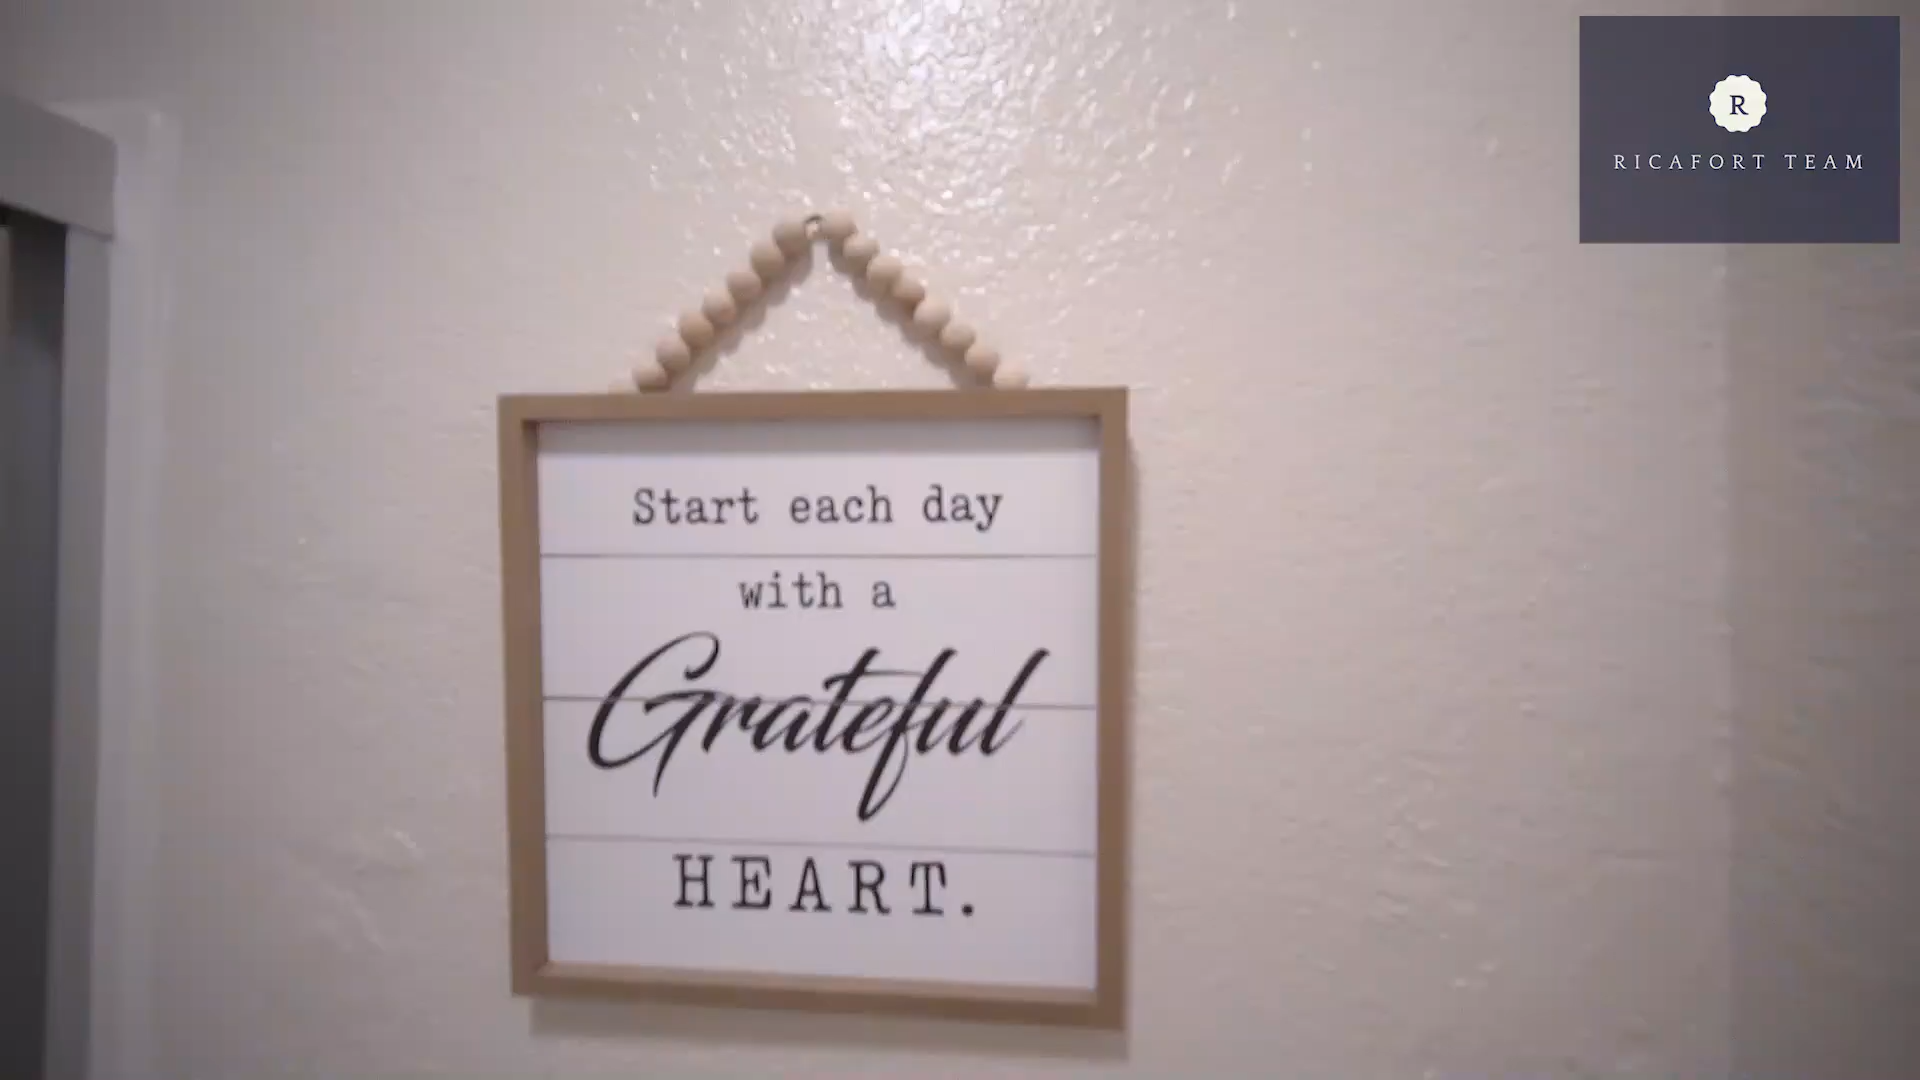 Start each day
with a
Grateful
HEART.
R
RICAFORT TEAM